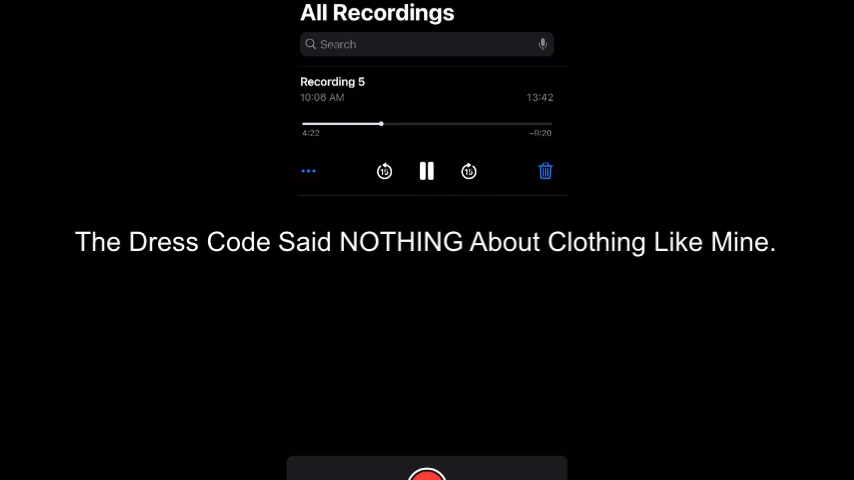 All Recordings
Search
Recording 5
10:06 AM 13:42
4:22 –9:20
15 15
The Dress Code Said NOTHING About Clothing Like Mine.